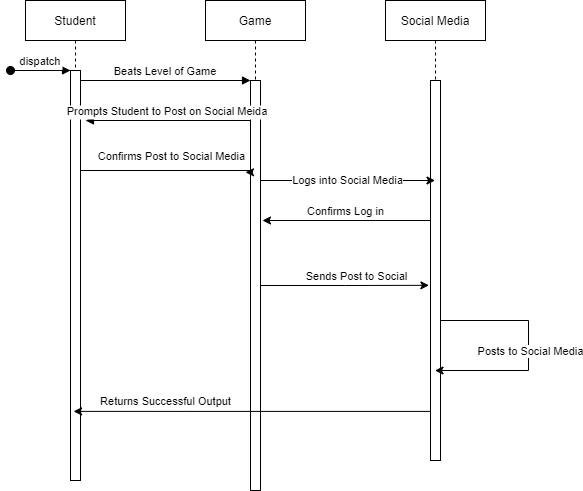 Student
Game
Social Media
dispatch
Beats Level of Game
Prompts Student to Post on Social Meida
Confirms Post to Social Media
Logs into Social Media
Confirms Log in
Sends Post to Social
Posts to Social Media
Returns Successful Output